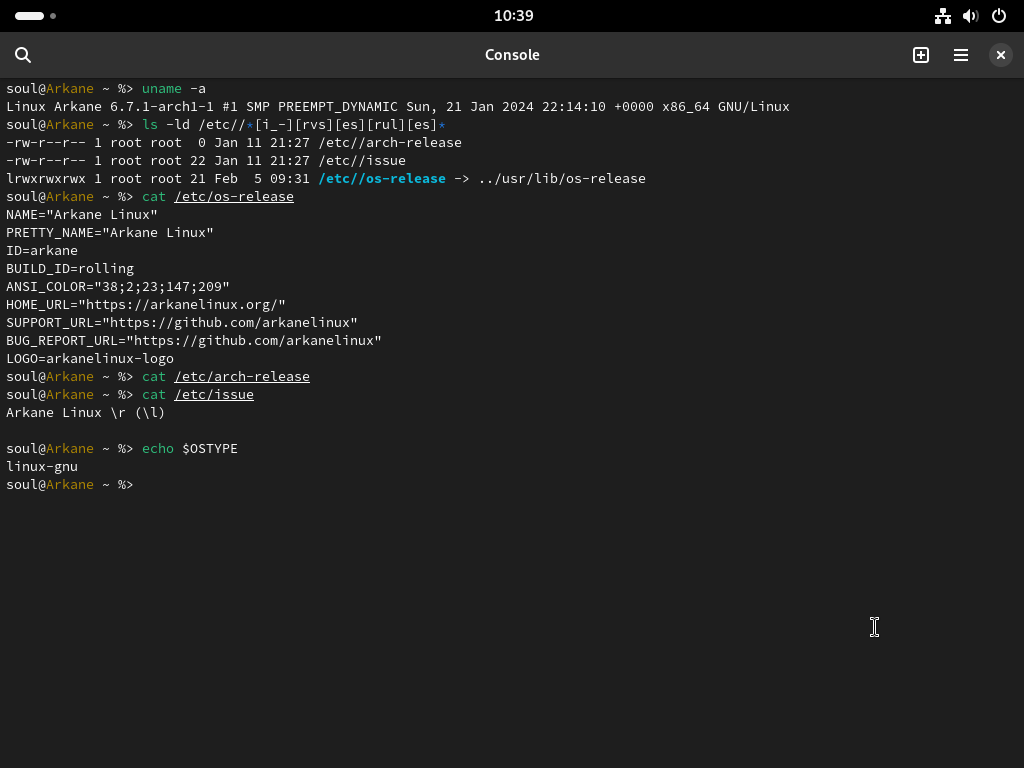 10:39
Console
soul@Arkane ~ %> uname -a
Linux Arkane 6.7.1-arch1-1 #1 SMP PREEMPT_DYNAMIC Sun, 21 Jan 2024 22:14:10 +0000 x86_64 GNU/Linux
soul@Arkane ~ %> ls -ld /etc//*[i_-][rvs][es][rul][es]*
-rw-r--r-- 1 root root  0 Jan 11 21:27 /etc//arch-release
-rw-r--r-- 1 root root 22 Jan 11 21:27 /etc//issue
lrwxrwxrwx 1 root root 21 Feb  5 09:31 /etc//os-release -> ../usr/lib/os-release
soul@Arkane ~ %> cat /etc/os-release
NAME="Arkane Linux"
PRETTY_NAME="Arkane Linux"
ID=arkane
BUILD_ID=rolling
ANSI_COLOR="38;2;23;147;209"
HOME_URL="https://arkanelinux.org/"
SUPPORT_URL="https://github.com/arkanelinux"
BUG_REPORT_URL="https://github.com/arkanelinux"
LOGO=arkanelinux-logo
soul@Arkane ~ %> cat /etc/arch-release
soul@Arkane ~ %> cat /etc/issue
Arkane Linux \r (\l)

soul@Arkane ~ %> echo $OSTYPE
linux-gnu
soul@Arkane ~ %>